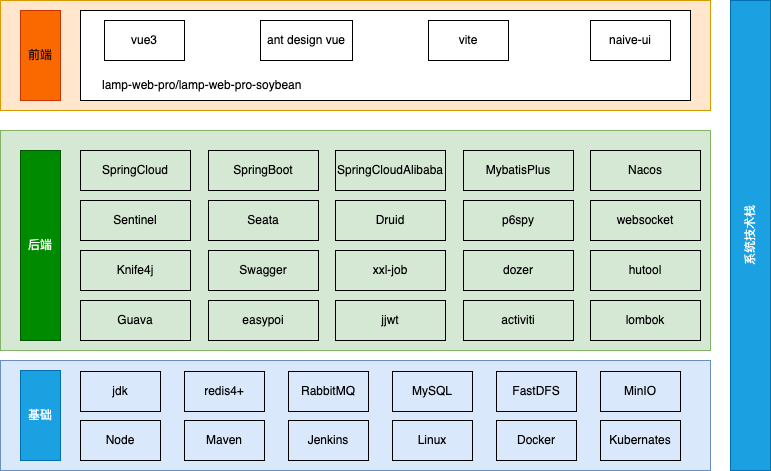 前端
vue3
ant design vue
vite
naive-ui
lamp-web-pro/lamp-web-pro-soybean
后端
SpringCloud
SpringBoot
SpringCloudAlibaba
MybatisPlus
Nacos
Sentinel
Seata
Druid
p6spy
websocket
Knife4j
Swagger
xxl-job
dozer
hutool
Guava
easypoi
jjwt
activiti
lombok
基础
jdk
redis4+
RabbitMQ
MySQL
FastDFS
MinIO
Node
Maven
Jenkins
Linux
Docker
Kubernates
系统技术栈